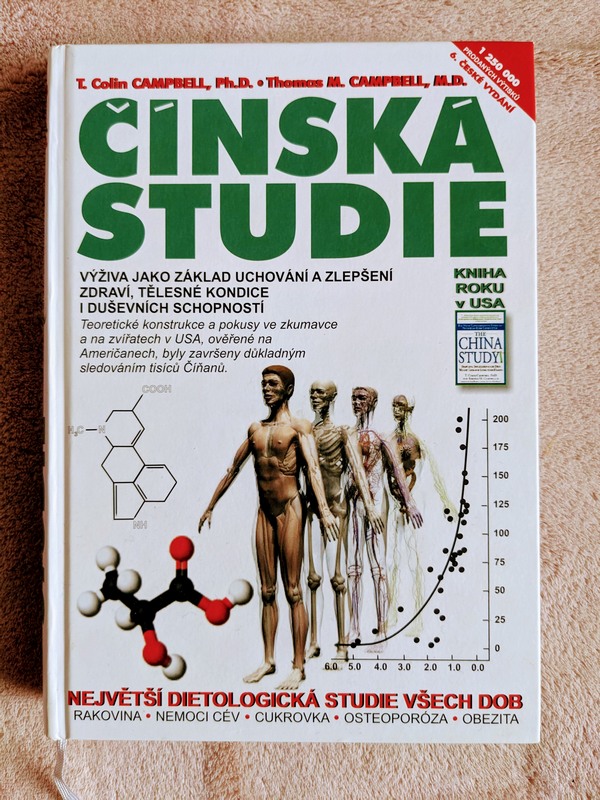 1 250 000
PRODANÝCH VÝTISKŮ
6. ČESKÉ VYDÁNÍ
T. Colin CAMPBELL, Ph.D. • Thomas M. CAMPBELL, M.D.
ČÍNSKÁ
STUDIE
VÝŽIVA JAKO ZÁKLAD UCHOVÁNÍ A ZLEPŠENÍ
ZDRAVÍ, TĚLESNÉ KONDICE
I DUŠEVNÍCH SCHOPNOSTÍ
Teoretické konstrukce a pokusy ve zkumavce
a na zvířatech v USA, ověřené na
Američanech, byly završeny důkladným
sledováním tisíců Číňanů.
KNIHA
ROKU
v USA
THE
CHINA
STUDY
COOH
H₃C
N
NH
200
175
150
125
100
75
50
25
0
6.0 5.0 4.0 3.0 2.0 1.0 0.0
NEJVĚTŠÍ DIETOLOGICKÁ STUDIE VŠECH DOB
RAKOVINA • NEMOCI CÉV • CUKROVKA • OSTEOPORÓZA • OBEZITA